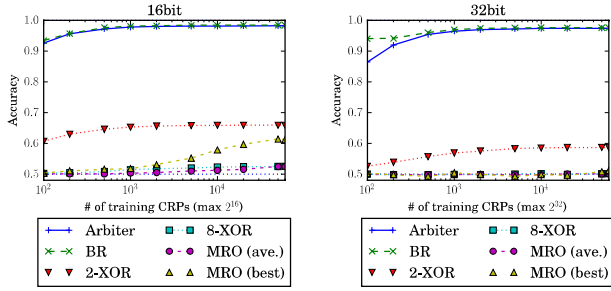 16bit
1.0
0.9
0.8
0.7
0.6
0.5
Accuracy
10² 10³ 10⁴
# of training CRPs (max 2¹⁶)
Arbiter
BR
2-XOR
8-XOR
MRO (ave.)
MRO (best)
32bit
1.0
0.9
0.8
0.7
0.6
0.5
Accuracy
10² 10³ 10⁴
# of training CRPs (max 2³²)
Arbiter
BR
2-XOR
8-XOR
MRO (ave.)
MRO (best)